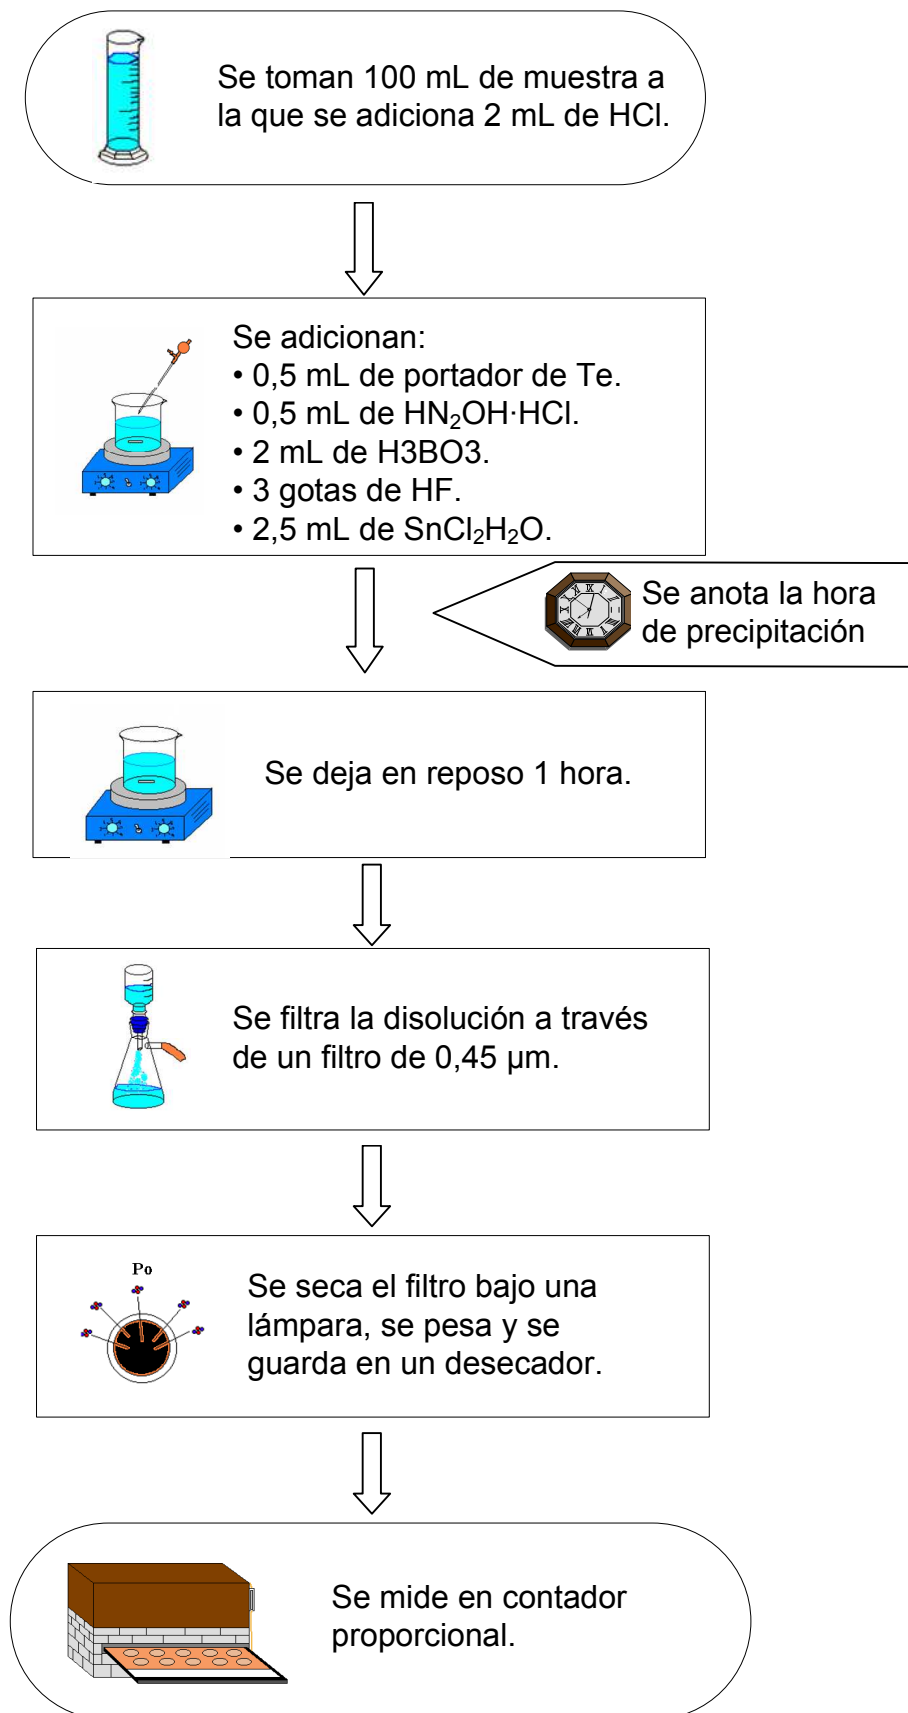 Se toman 100 mL de muestra a
la que se adiciona 2 mL de HCl.
Se adicionan:
• 0,5 mL de portador de Te.
• 0,5 mL de HN₂OH·HCl.
• 2 mL de H3BO3.
• 3 gotas de HF.
• 2,5 mL de SnCl₂H₂O.
Se anota la hora
de precipitación
Se deja en reposo 1 hora.
Se filtra la disolución a través
de un filtro de 0,45 µm.
Po
Se seca el filtro bajo una
lámpara, se pesa y se
guarda en un desecador.
Se mide en contador
proporcional.